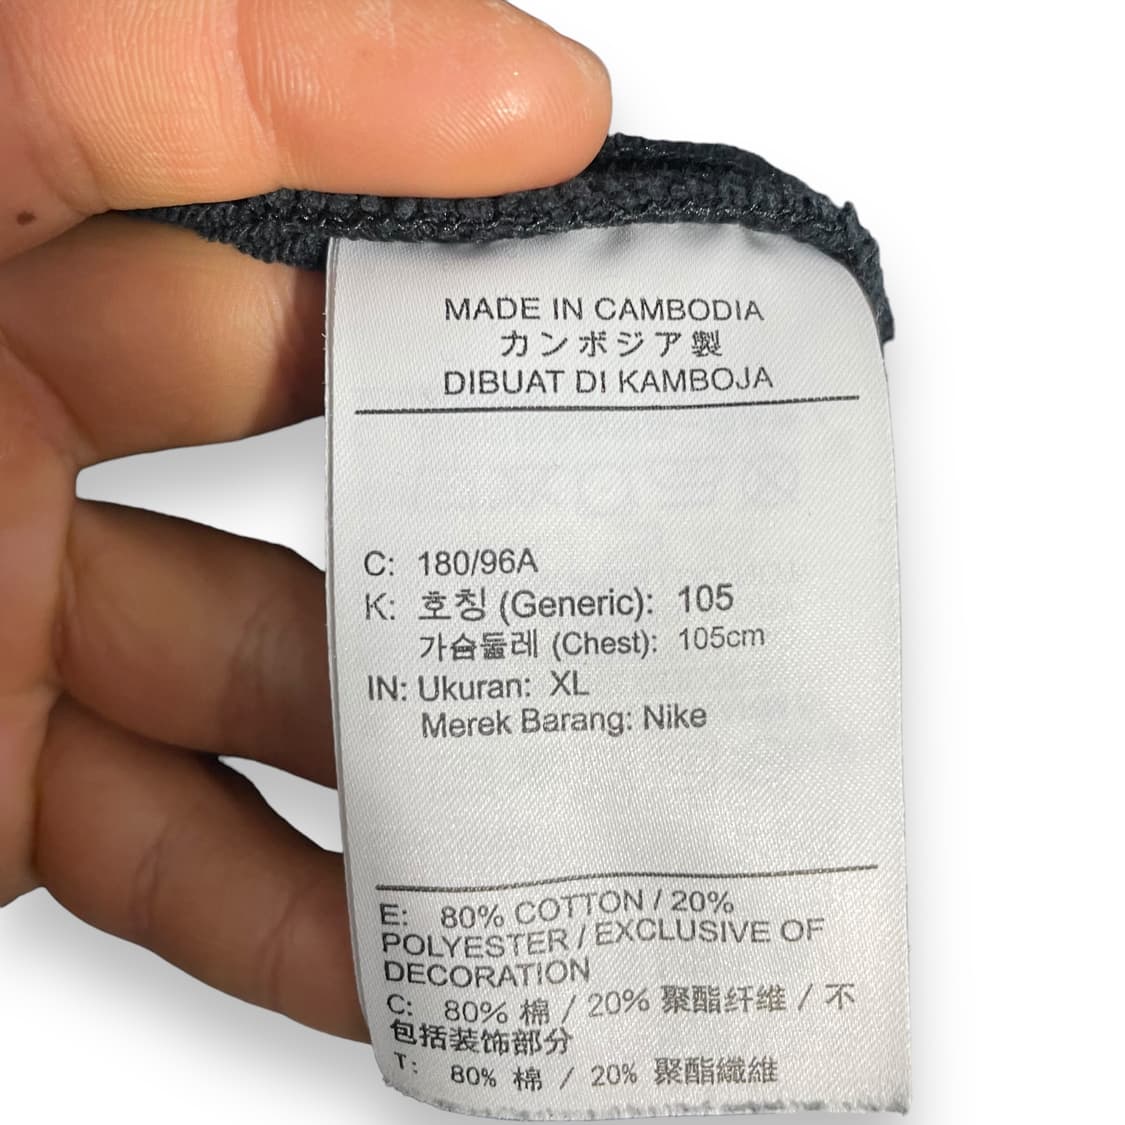 MADE IN CAMBODIA
カンボジア製
DIBUAT DI KAMBOJA
C: 180/96A
K: 호칭 (Generic): 105
가슴둘레 (Chest): 105cm
IN: Ukuran: XL
Merek Barang: Nike
E: 80% COTTON / 20%
POLYESTER / EXCLUSIVE OF
DECORATION
C: 80% 棉 / 20% 聚酯纤维 / 不
包括装饰部分
T: 80% 棉 / 20% 聚酯纖維